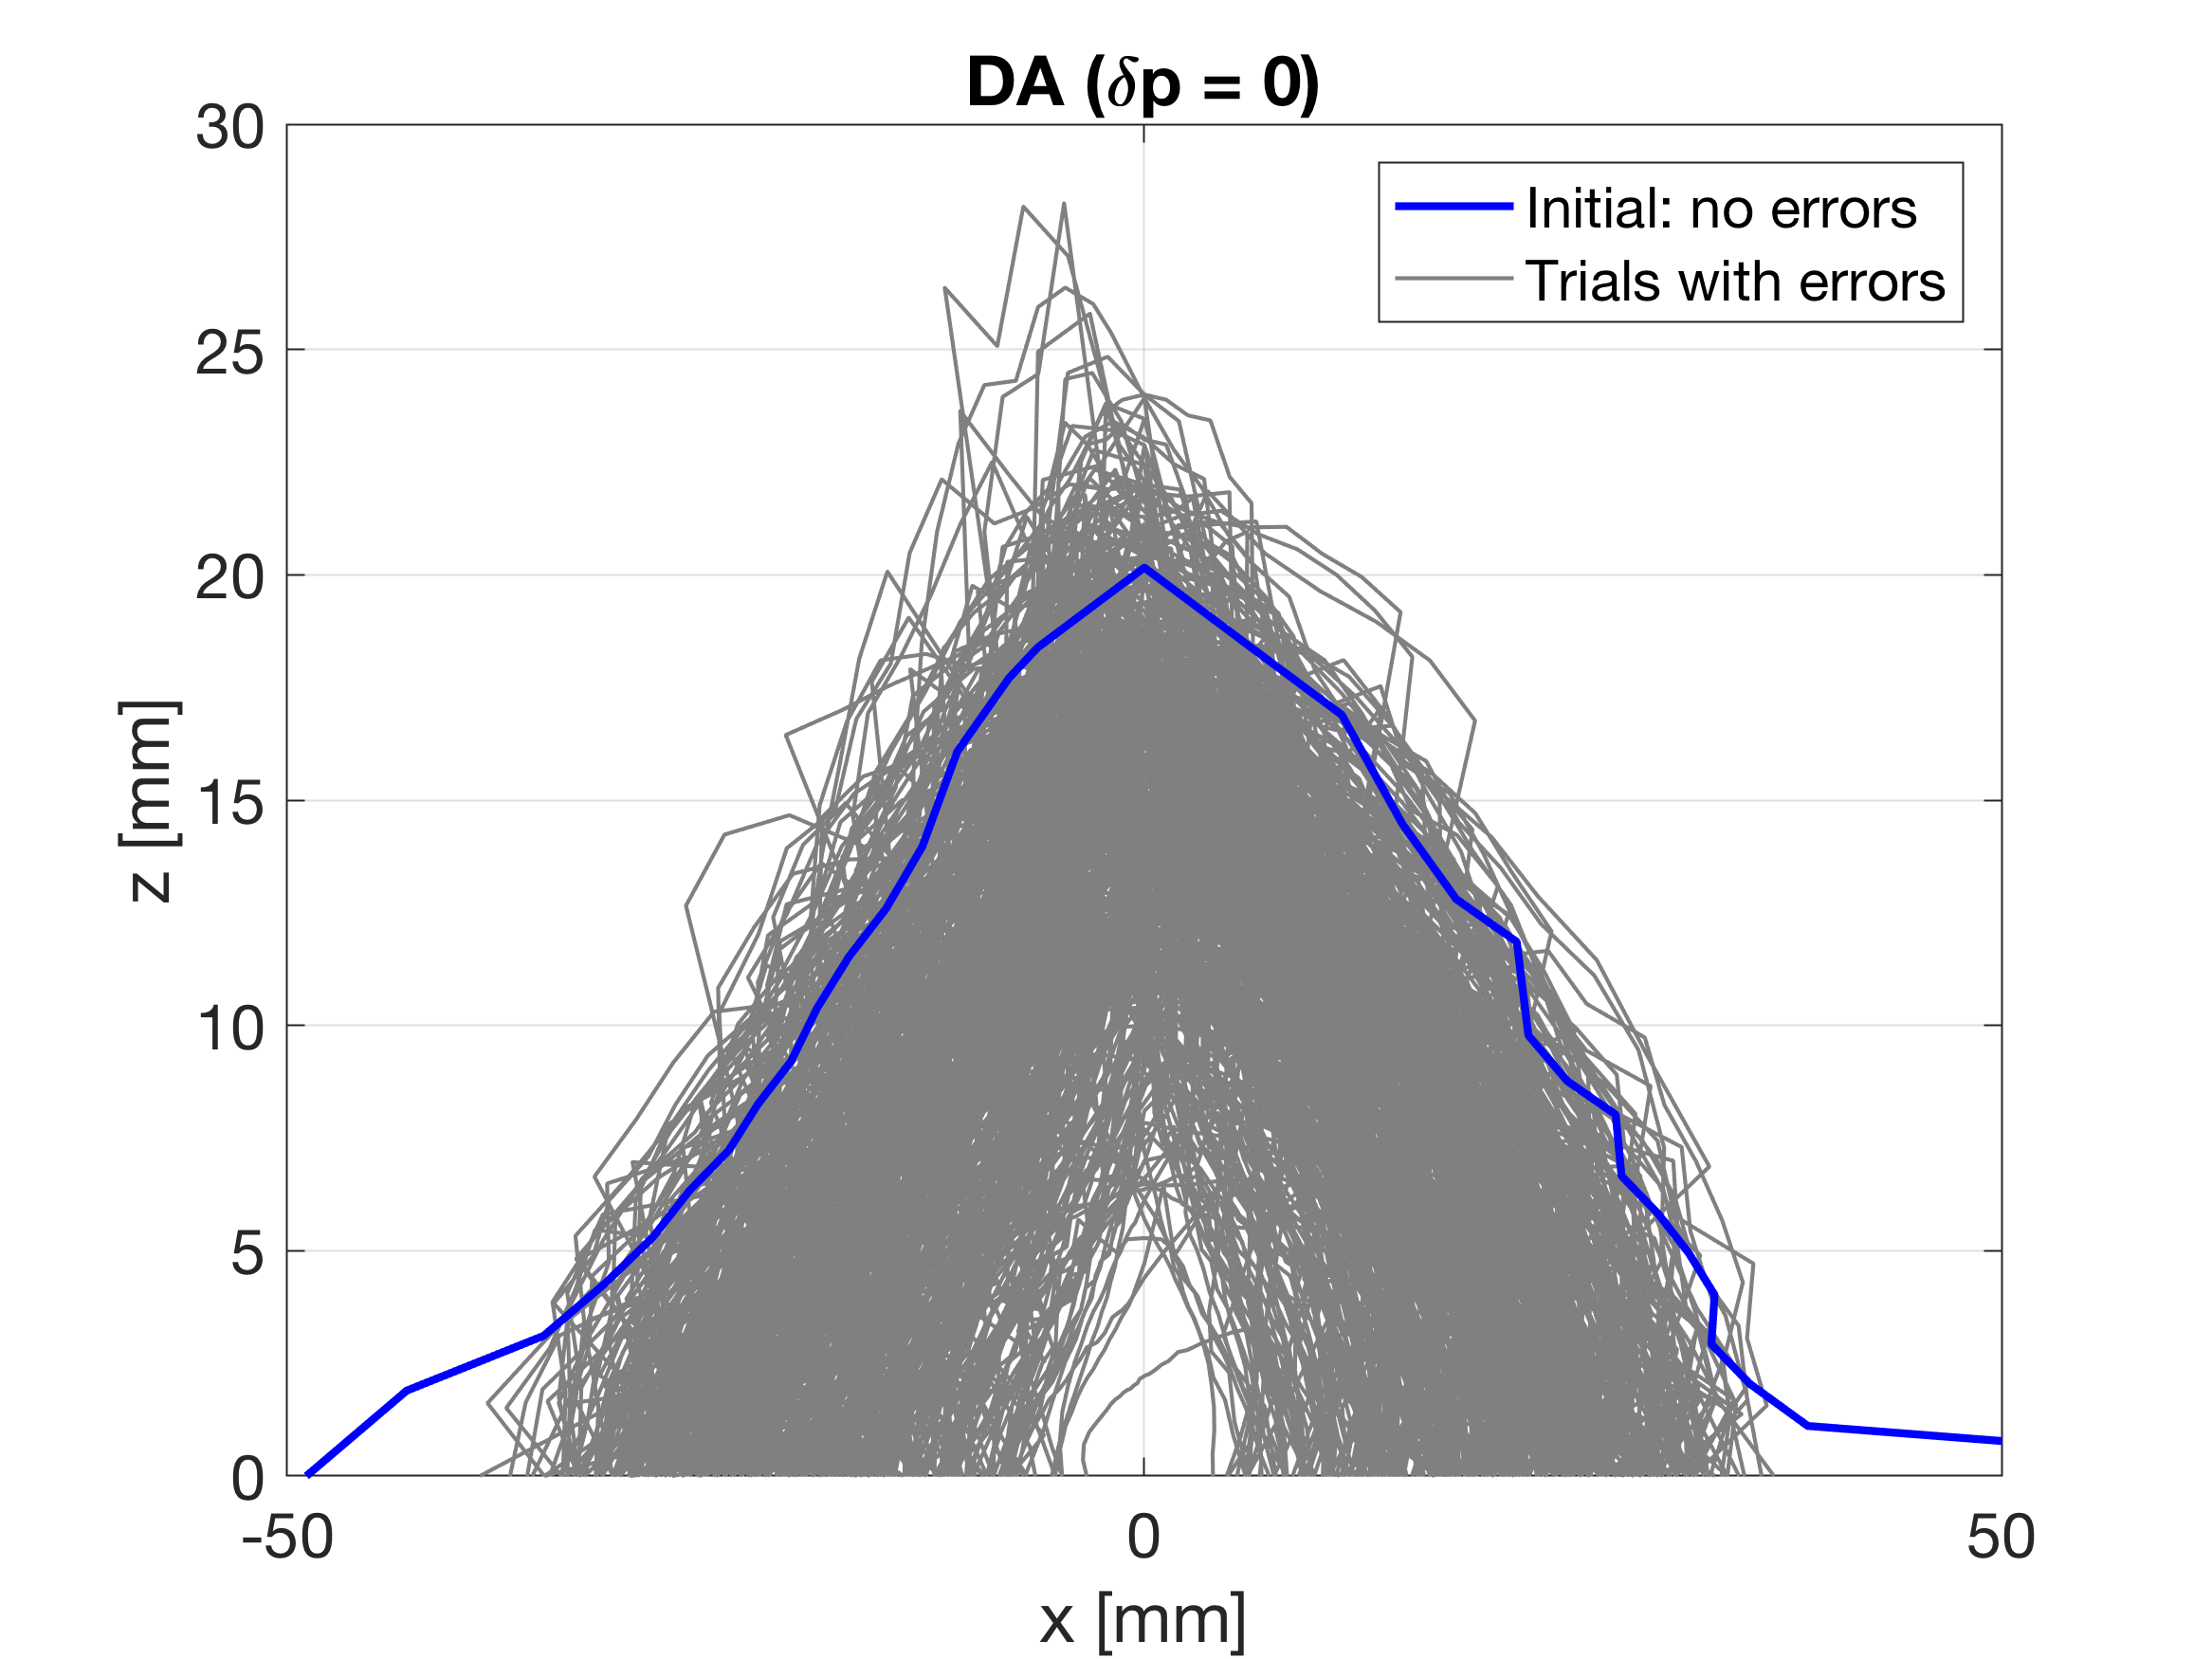 DA (δp = 0)
30
25
20
15
10
5
0
-50
0
50
z [mm]
x [mm]
Initial: no errors
Trials with errors